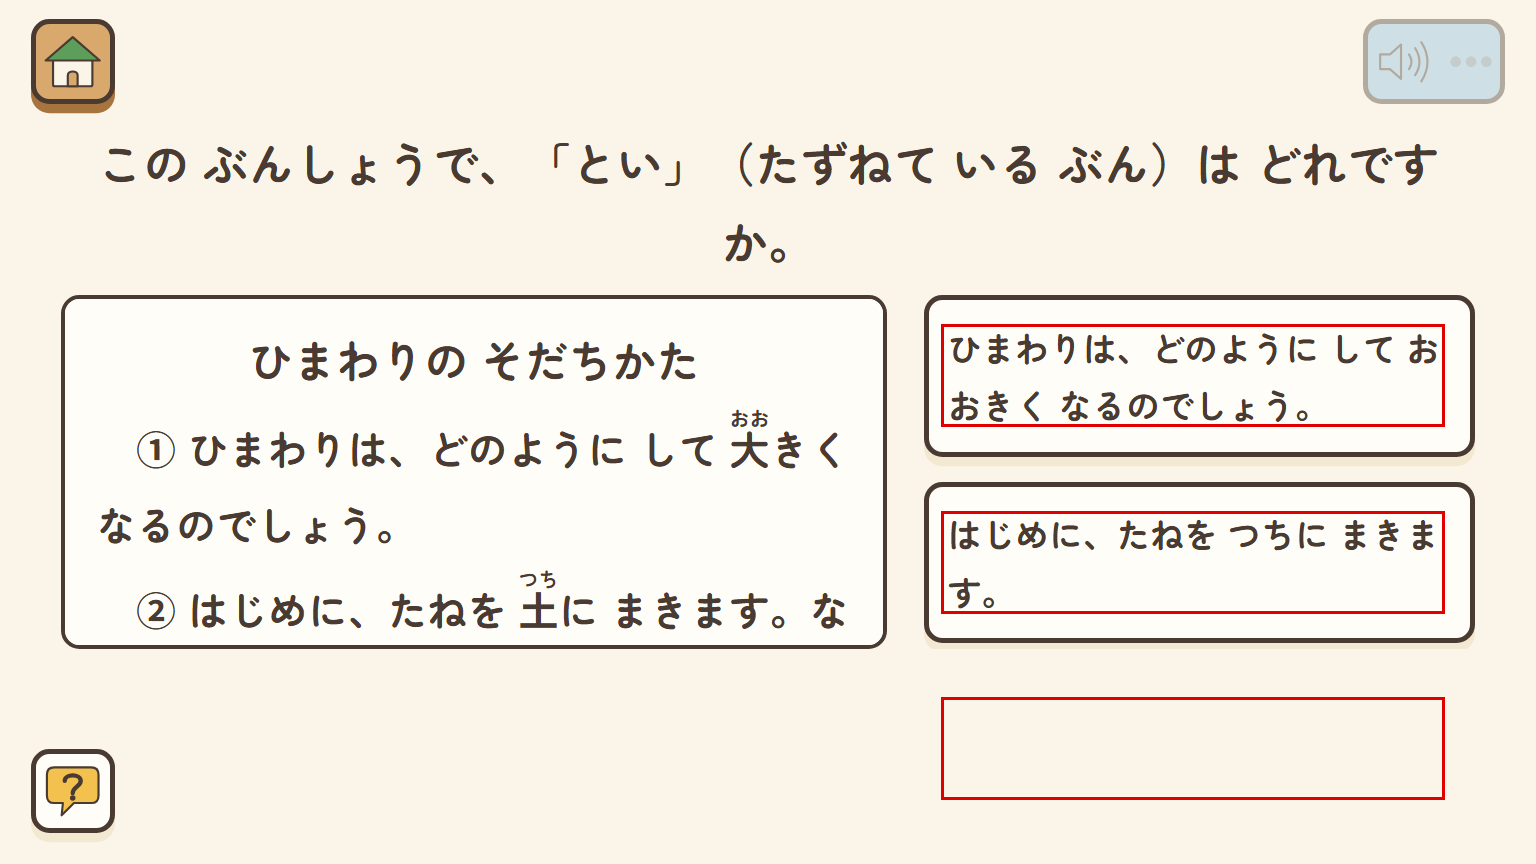 この ぶんしょうで、「とい」（たずねて いる ぶん）は どれです
か。
ひまわりの そだちかた
① ひまわりは、どのように して 大きく
おお
なるのでしょう。
② はじめに、たねを 土に まきます。な
つち
ひまわりは、どのように して お
おきく なるのでしょう。
はじめに、たねを つちに まきま
す。
?